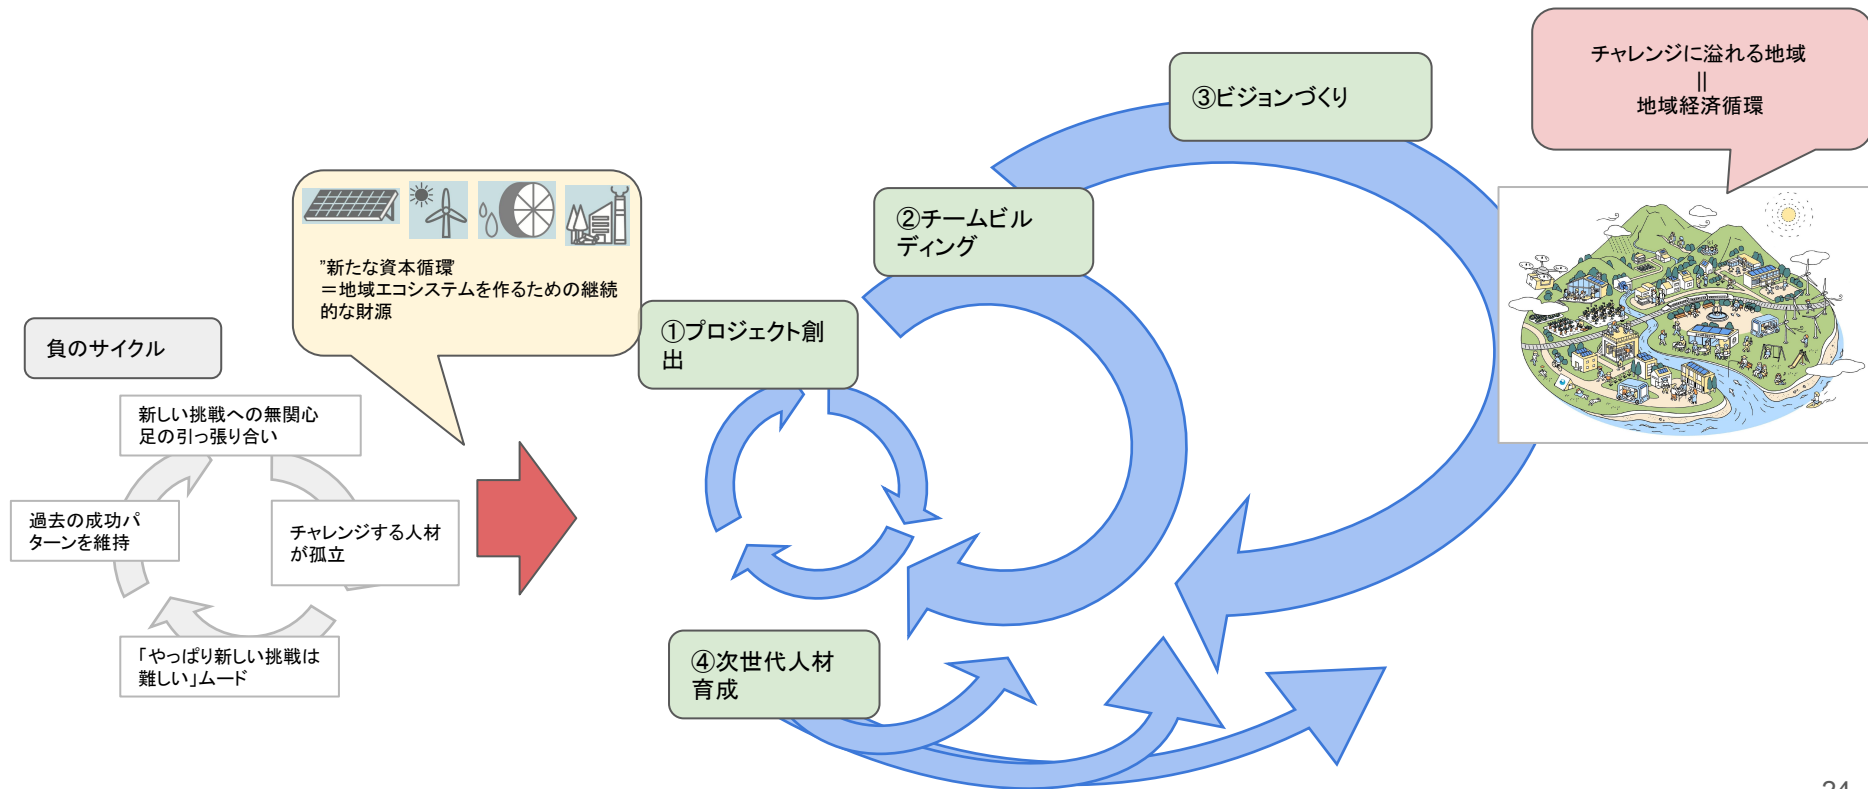 チャレンジに溢れる地域
||
地域経済循環
③ビジョンづくり
②チームビル
ディング
"新たな資本循環"
＝地域エコシステムを作るための継続
的な財源
①プロジェクト創
出
負のサイクル
新しい挑戦への無関心
足の引っ張り合い
過去の成功パ
ターンを維持
チャレンジする人材
が孤立
「やっぱり新しい挑戦は
難しい」ムード
④次世代人材
育成
24